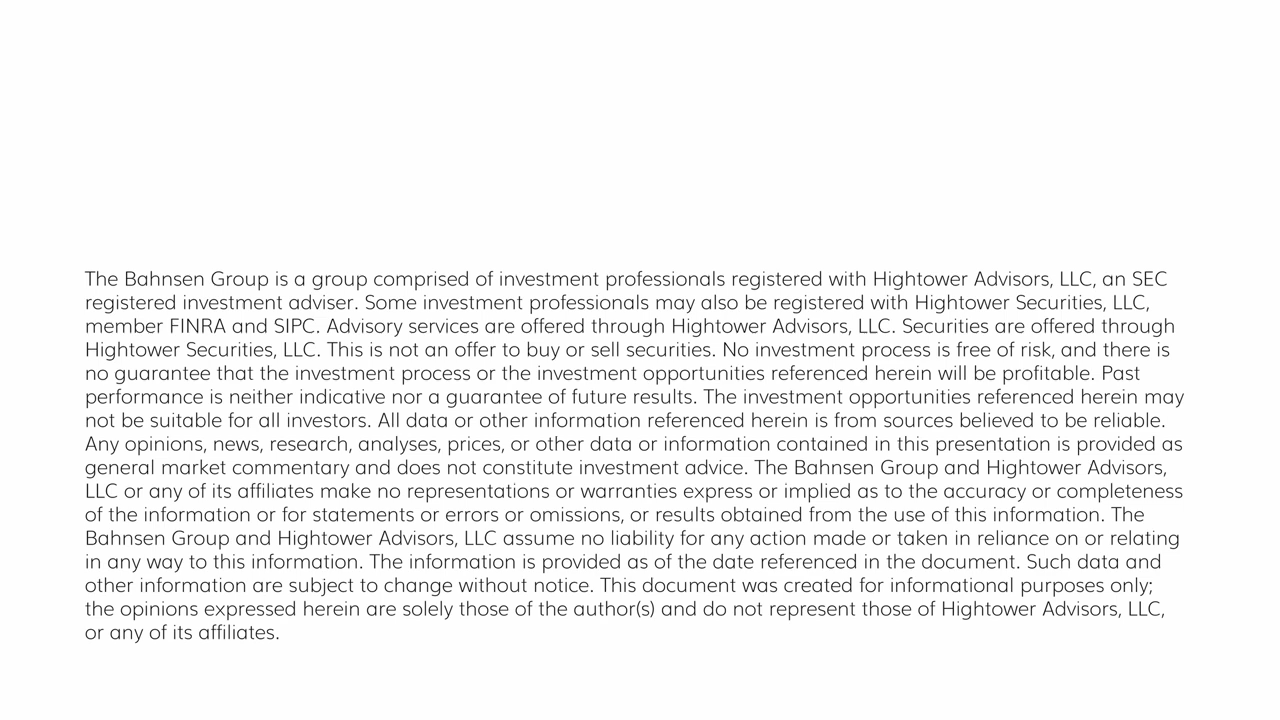 The Bahnsen Group is a group comprised of investment professionals registered with Hightower Advisors, LLC, an SEC
registered investment adviser. Some investment professionals may also be registered with Hightower Securities, LLC,
member FINRA and SIPC. Advisory services are offered through Hightower Advisors, LLC. Securities are offered through
Hightower Securities, LLC. This is not an offer to buy or sell securities. No investment process is free of risk, and there is
no guarantee that the investment process or the investment opportunities referenced herein will be profitable. Past
performance is neither indicative nor a guarantee of future results. The investment opportunities referenced herein may
not be suitable for all investors. All data or other information referenced herein is from sources believed to be reliable.
Any opinions, news, research, analyses, prices, or other data or information contained in this presentation is provided as
general market commentary and does not constitute investment advice. The Bahnsen Group and Hightower Advisors,
LLC or any of its affiliates make no representations or warranties express or implied as to the accuracy or completeness
of the information or for statements or errors or omissions, or results obtained from the use of this information. The
Bahnsen Group and Hightower Advisors, LLC assume no liability for any action made or taken in reliance on or relating
in any way to this information. The information is provided as of the date referenced in the document. Such data and
other information are subject to change without notice. This document was created for informational purposes only;
the opinions expressed herein are solely those of the author(s) and do not represent those of Hightower Advisors, LLC,
or any of its affiliates.